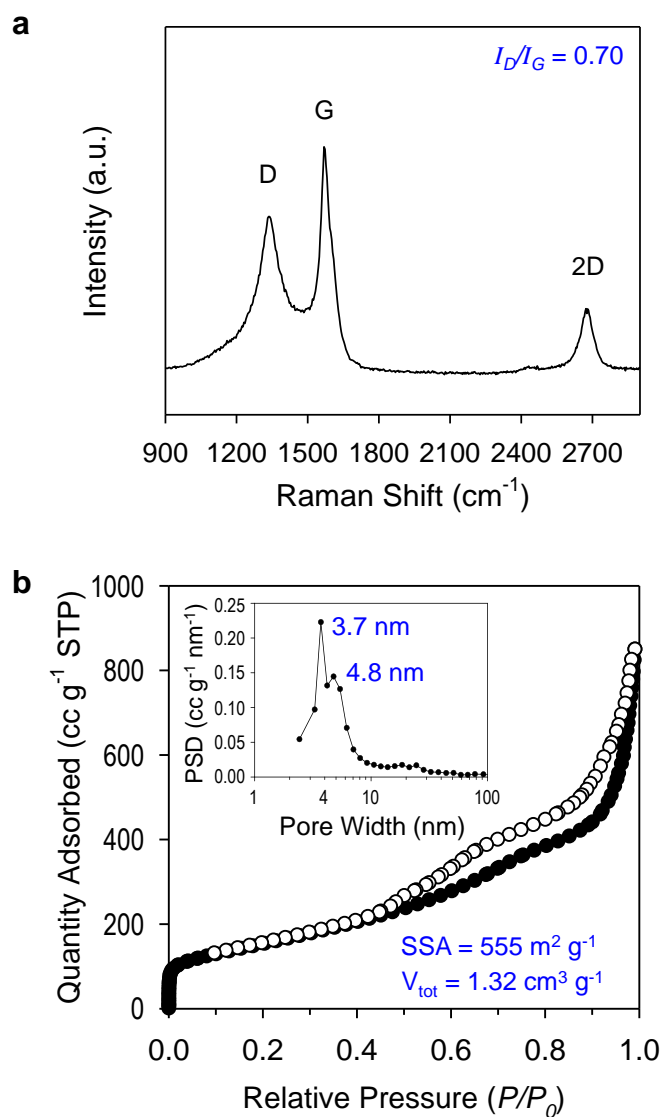 a
I_D/I_G = 0.70
G
D
2D
Intensity (a.u.)
900 1200 1500 1800 2100 2400 2700
Raman Shift (cm⁻¹)
b
1000
800
600
400
200
0
Quantity Adsorbed (cc g⁻¹ STP)
0.25
0.20
0.15
0.10
0.05
0.00
PSD (cc g⁻¹ nm⁻¹)
3.7 nm
4.8 nm
1 4 10 100
Pore Width (nm)
SSA = 555 m² g⁻¹
V_tot = 1.32 cm³ g⁻¹
0.0 0.2 0.4 0.6 0.8 1.0
Relative Pressure (P/P₀)